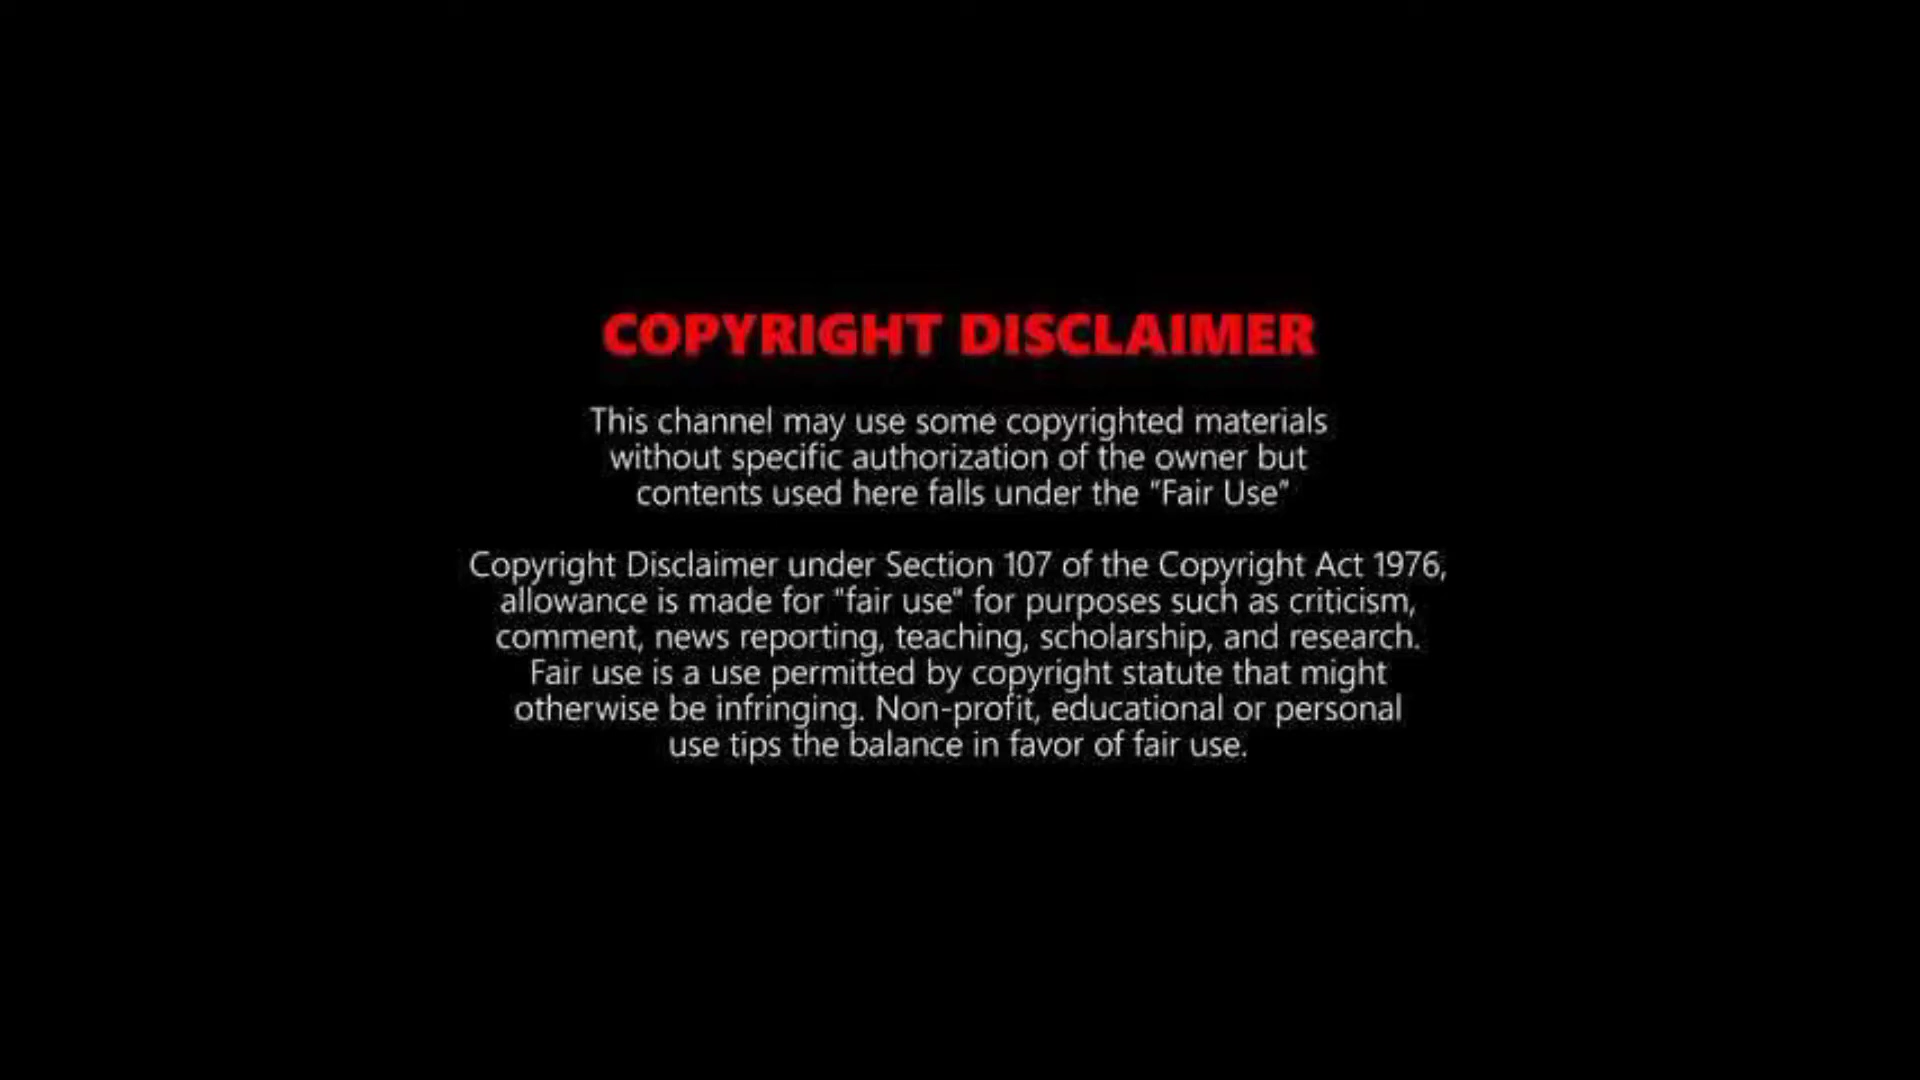 COPYRIGHT DISCLAIMER
This channel may use some copyrighted materials
without specific authorization of the owner but
contents used here falls under the "Fair Use"
Copyright Disclaimer under Section 107 of the Copyright Act 1976,
allowance is made for "fair use" for purposes such as criticism,
comment, news reporting, teaching, scholarship, and research.
Fair use is a use permitted by copyright statute that might
otherwise be infringing. Non-profit, educational or personal
use tips the balance in favor of fair use.